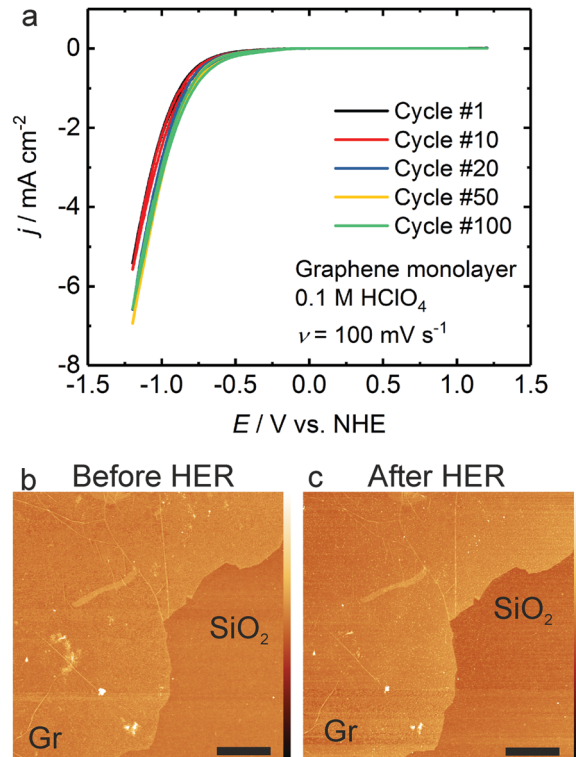 a
0
-2
-4
-6
-8
j / mA cm⁻²
Cycle #1
Cycle #10
Cycle #20
Cycle #50
Cycle #100
Graphene monolayer
0.1 M HClO₄
ν = 100 mV s⁻¹
-1.5 -1.0 -0.5 0.0 0.5 1.0 1.5
E / V vs. NHE
b Before HER
c After HER
SiO₂
Gr
SiO₂
Gr